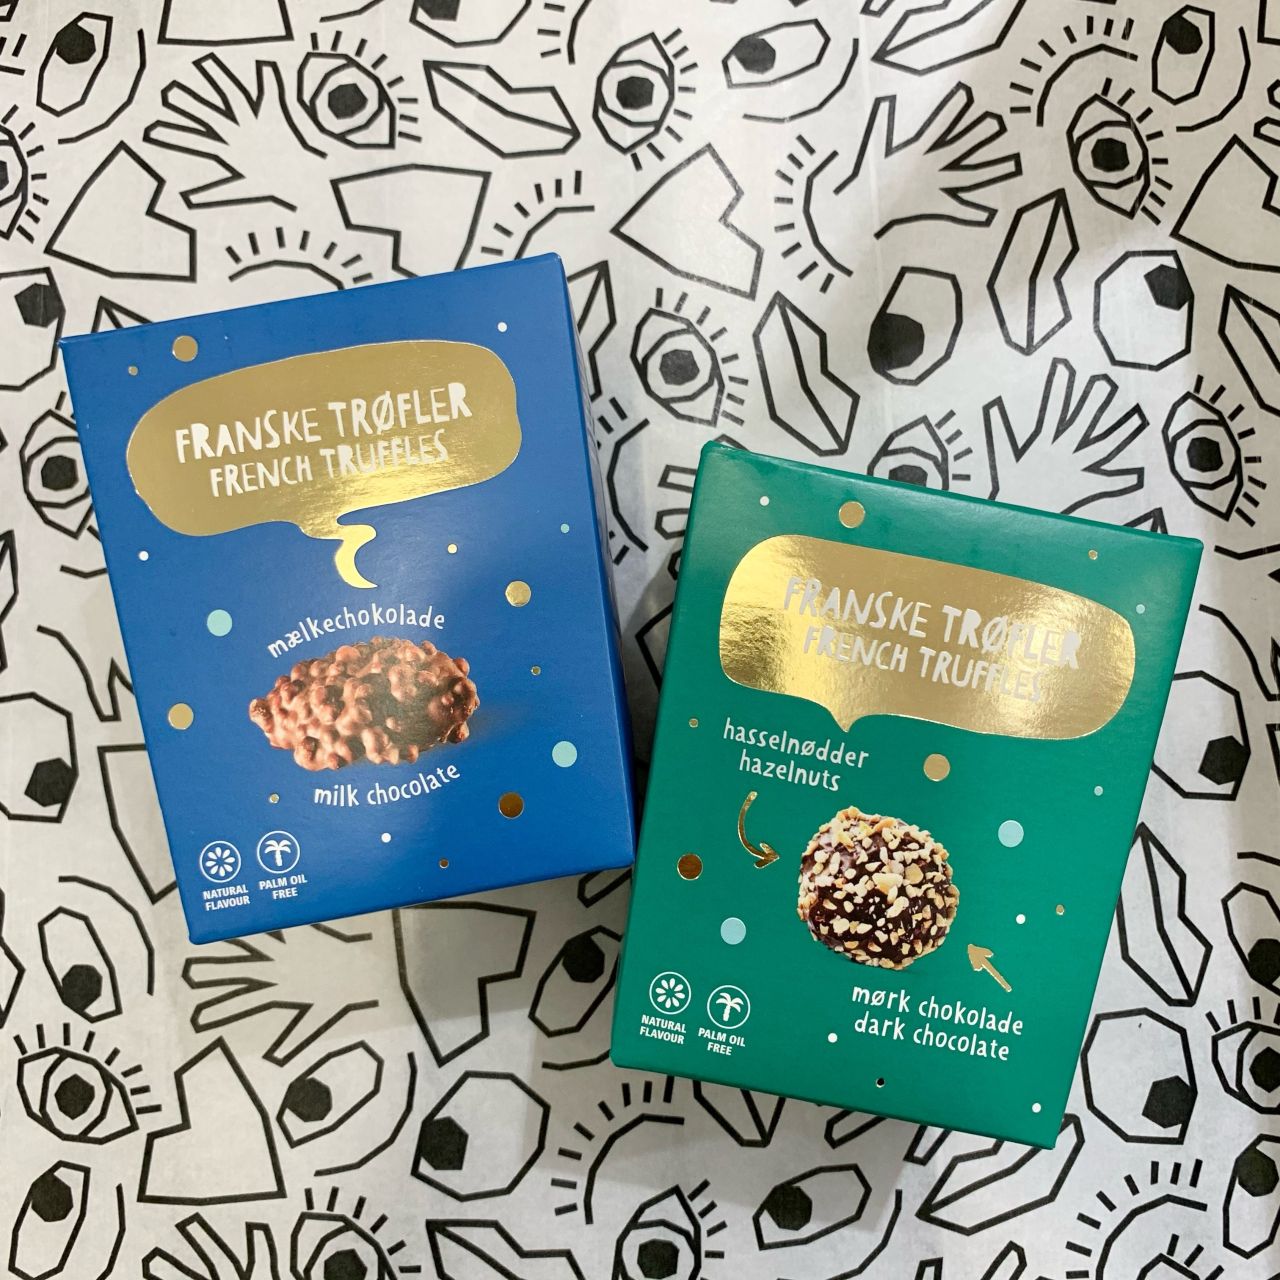 FRANSKE TRØFLER
FRENCH TRUFFLES
mælkechokolade
milk chocolate
NATURAL
FLAVOUR
PALM OIL
FREE
FRANSKE TRØFLER
FRENCH TRUFFLES
hasselnødder
hazelnuts
mørk chokolade
dark chocolate
NATURAL
FLAVOUR
PALM OIL
FREE